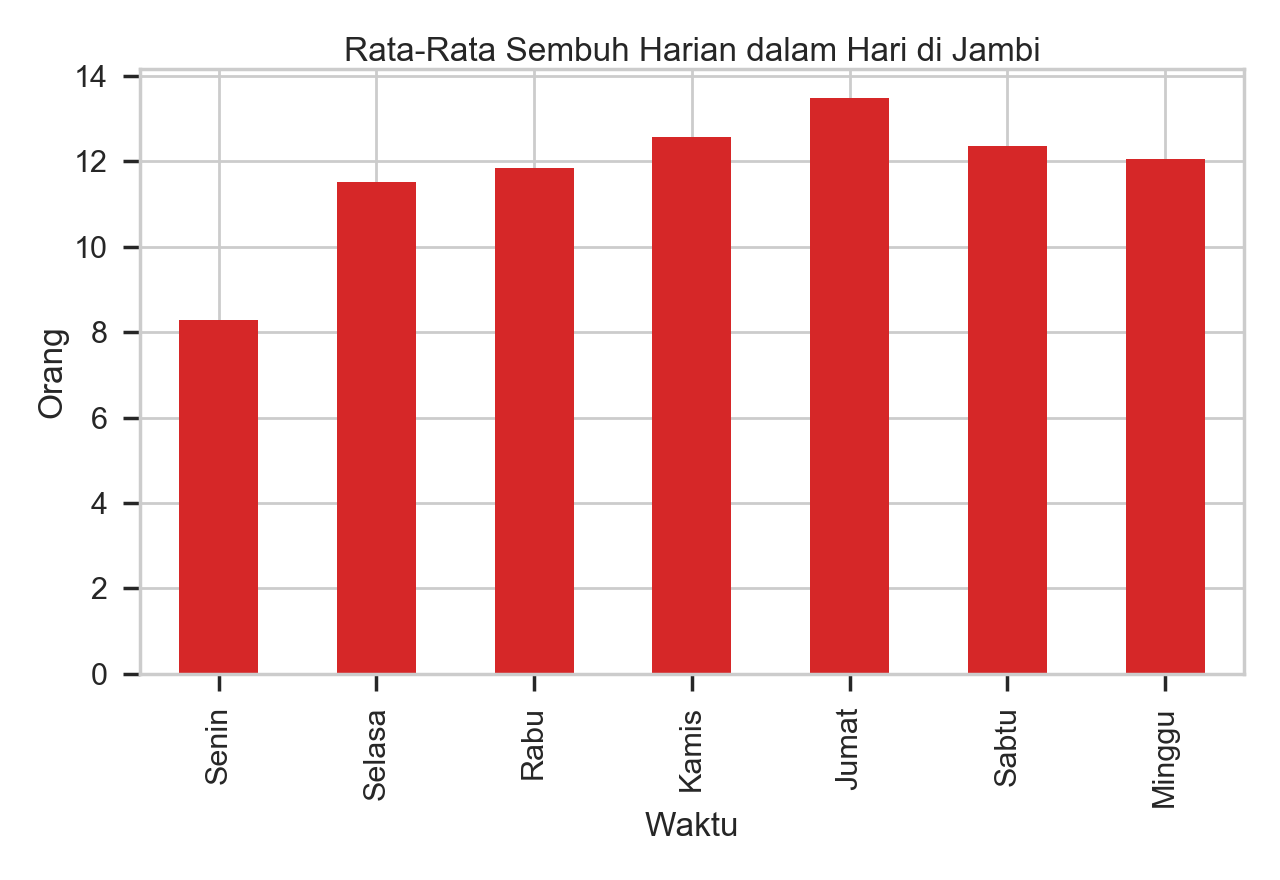 Rata-Rata Sembuh Harian dalam Hari di Jambi
14
12
10
8
6
4
2
0
Orang
Senin
Selasa
Rabu
Kamis
Jumat
Sabtu
Minggu
Waktu